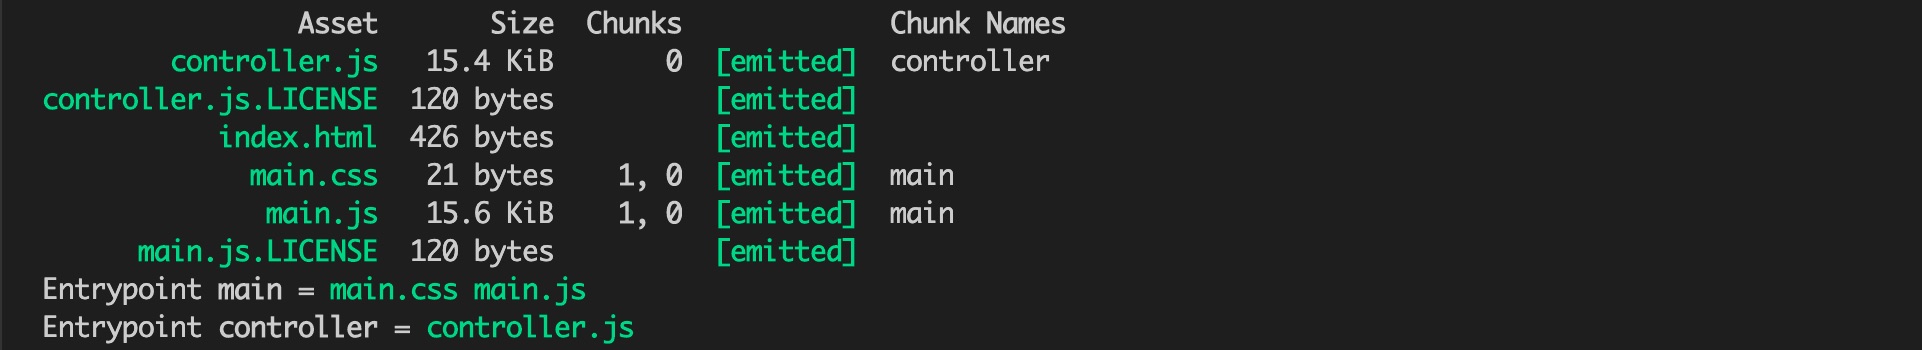 Asset Size Chunks Chunk Names
controller.js 15.4 KiB 0 [emitted] controller
controller.js.LICENSE 120 bytes [emitted]
index.html 426 bytes [emitted]
main.css 21 bytes 1, 0 [emitted] main
main.js 15.6 KiB 1, 0 [emitted] main
main.js.LICENSE 120 bytes [emitted]
Entrypoint main = main.css main.js
Entrypoint controller = controller.js